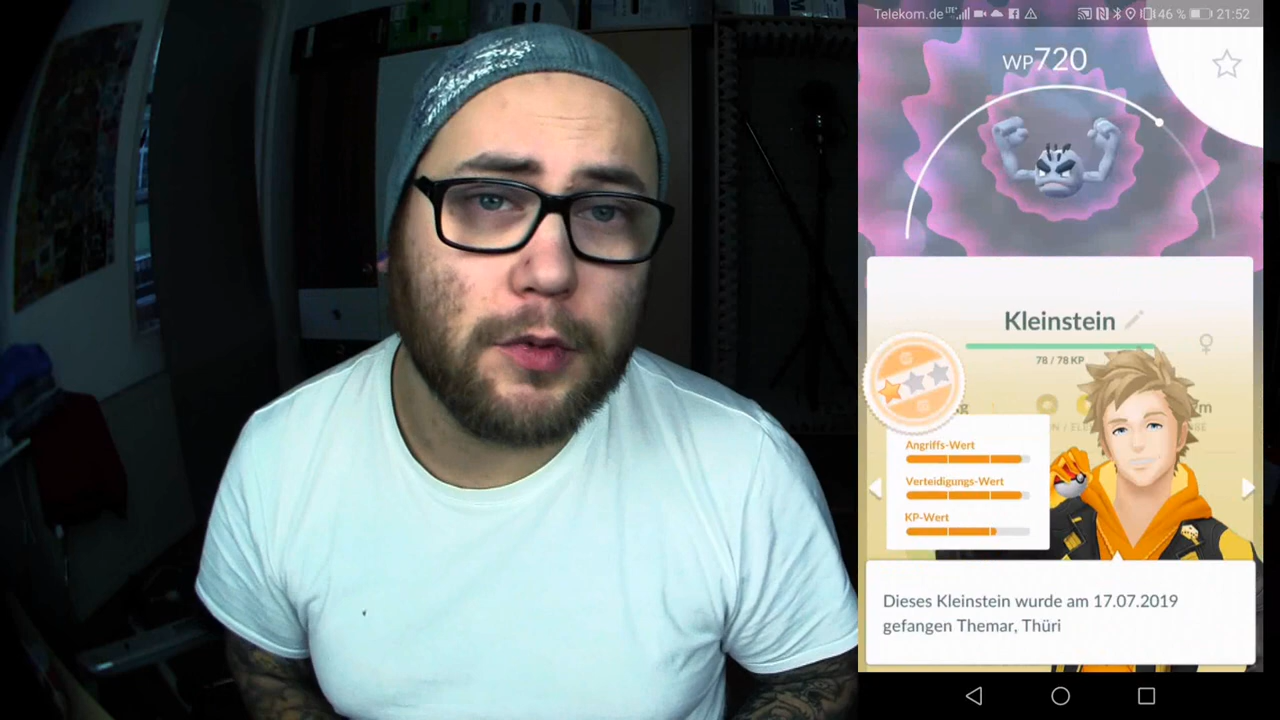 Telekom.de LTE 46 % 21:52
WP720
Kleinstein
78 / 78 KP
Angriffs-Wert
Verteidigungs-Wert
KP-Wert
Dieses Kleinstein wurde am 17.07.2019
gefangen Themar, Thüri